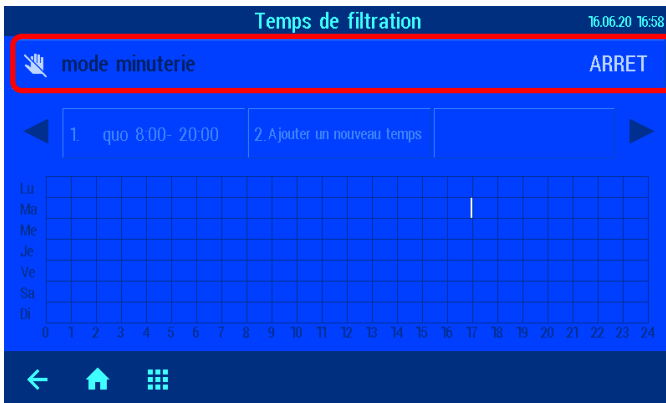 Temps de filtration 16.06.20 16:58
mode minuterie ARRET
1. quo 8:00- 20:00 2. Ajouter un nouveau temps
Lu
Ma
Me
Je
Ve
Sa
Di
0 1 2 3 4 5 6 7 8 9 10 11 12 13 14 15 16 17 18 19 20 21 22 23 24